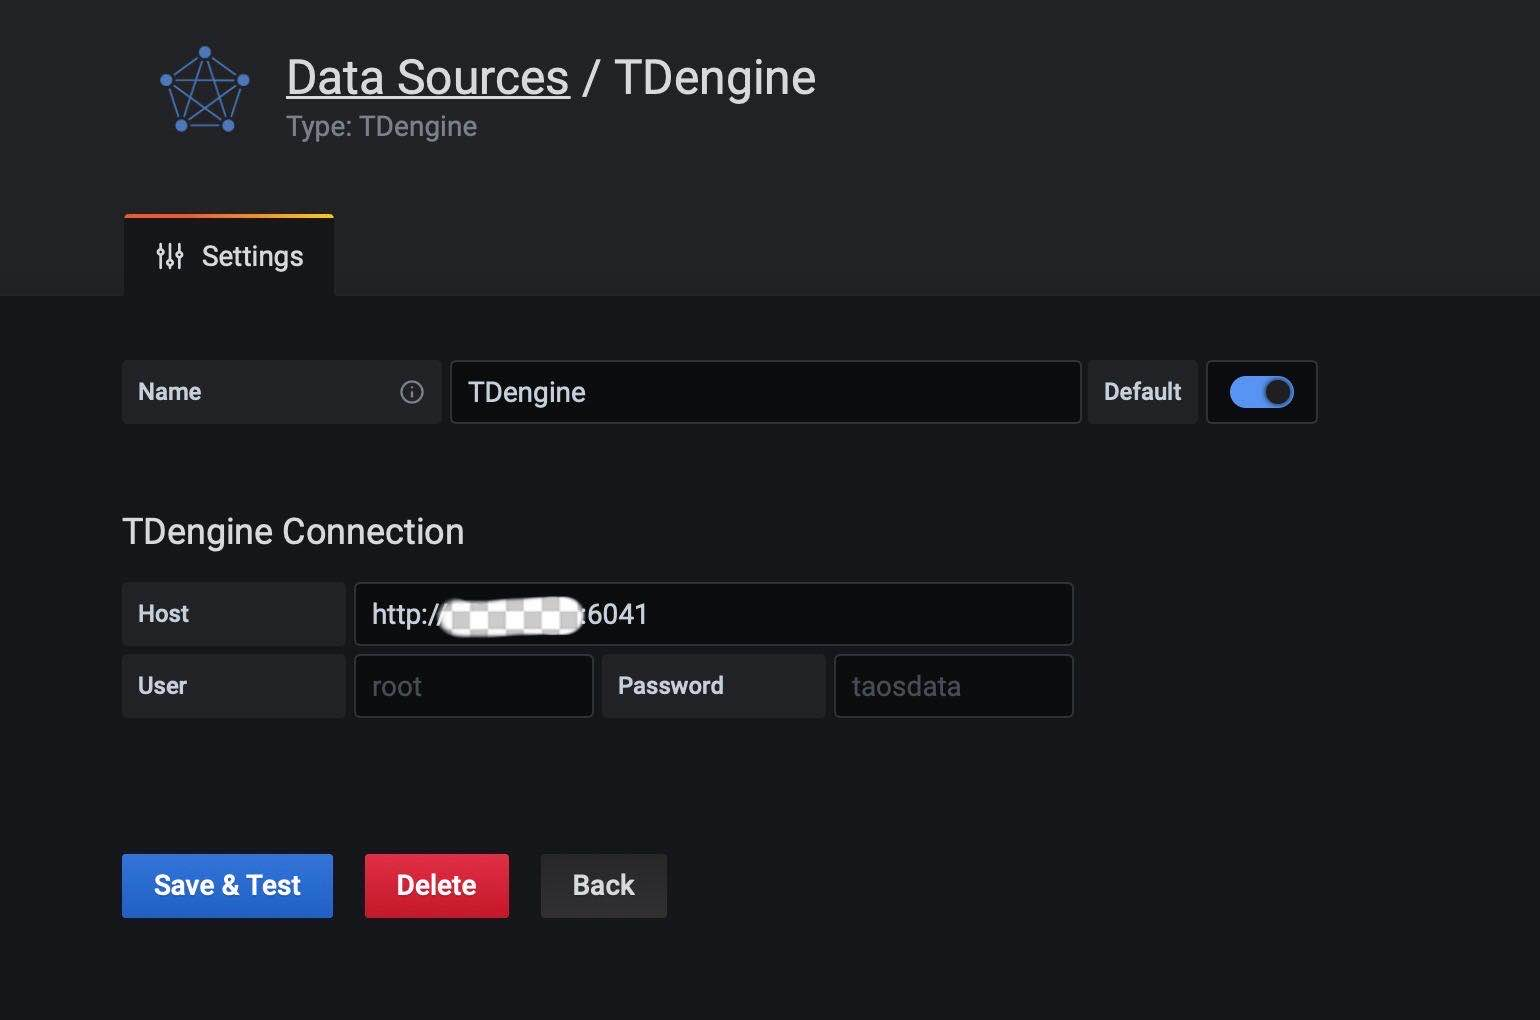 Data Sources / TDengine
Type: TDengine
Settings
Name TDengine Default
TDengine Connection
Host http:// :6041
User root Password taosdata
Save & Test Delete Back